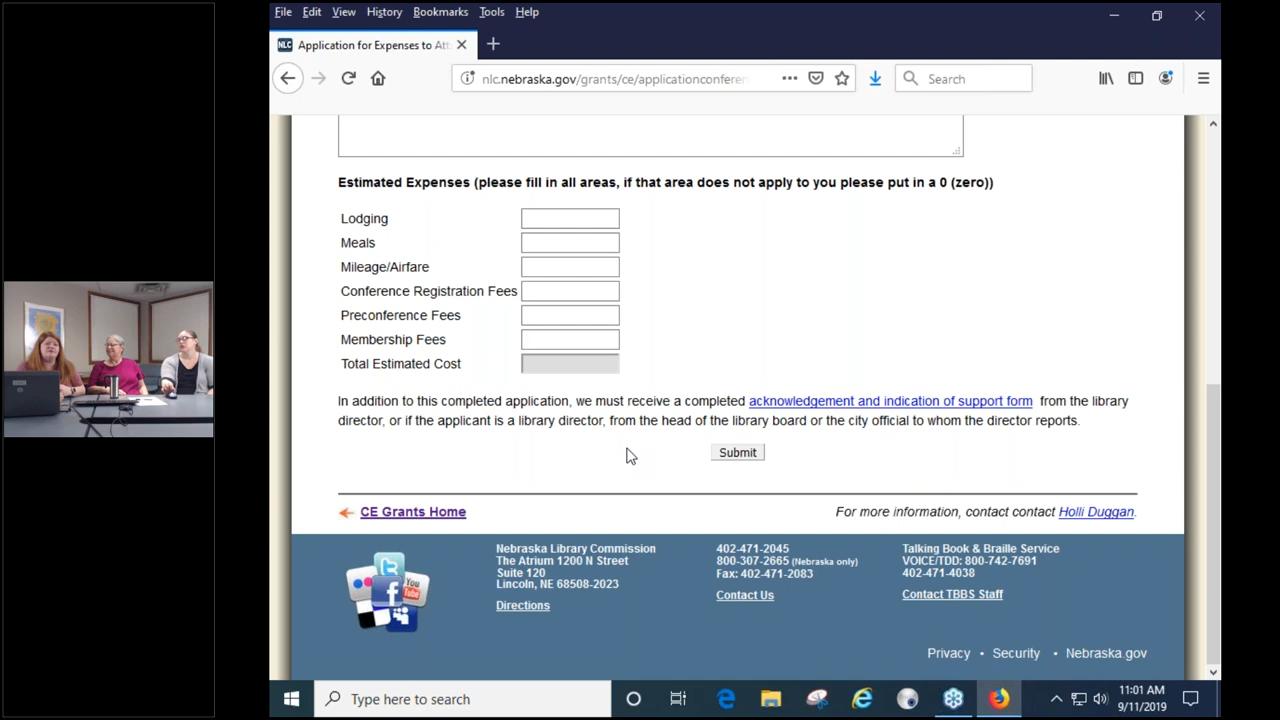 File Edit View History Bookmarks Tools Help
NLC Application for Expenses to Att
nlc.nebraska.gov/grants/ce/applicationconferen
Search
Estimated Expenses (please fill in all areas, if that area does not apply to you please put in a 0 (zero))
Lodging
Meals
Mileage/Airfare
Conference Registration Fees
Preconference Fees
Membership Fees
Total Estimated Cost
In addition to this completed application, we must receive a completed acknowledgement and indication of support form from the library
director, or if the applicant is a library director, from the head of the library board or the city official to whom the director reports.
Submit
CE Grants Home
For more information, contact contact Holli Duggan.
Nebraska Library Commission
The Atrium 1200 N Street
Suite 120
Lincoln, NE 68508-2023
Directions
402-471-2045
800-307-2665 (Nebraska only)
Fax: 402-471-2083
Contact Us
Talking Book & Braille Service
VOICE/TDD: 800-742-7691
402-471-4038
Contact TBBS Staff
You
Privacy • Security • Nebraska.gov
Type here to search
11:01 AM
9/11/2019